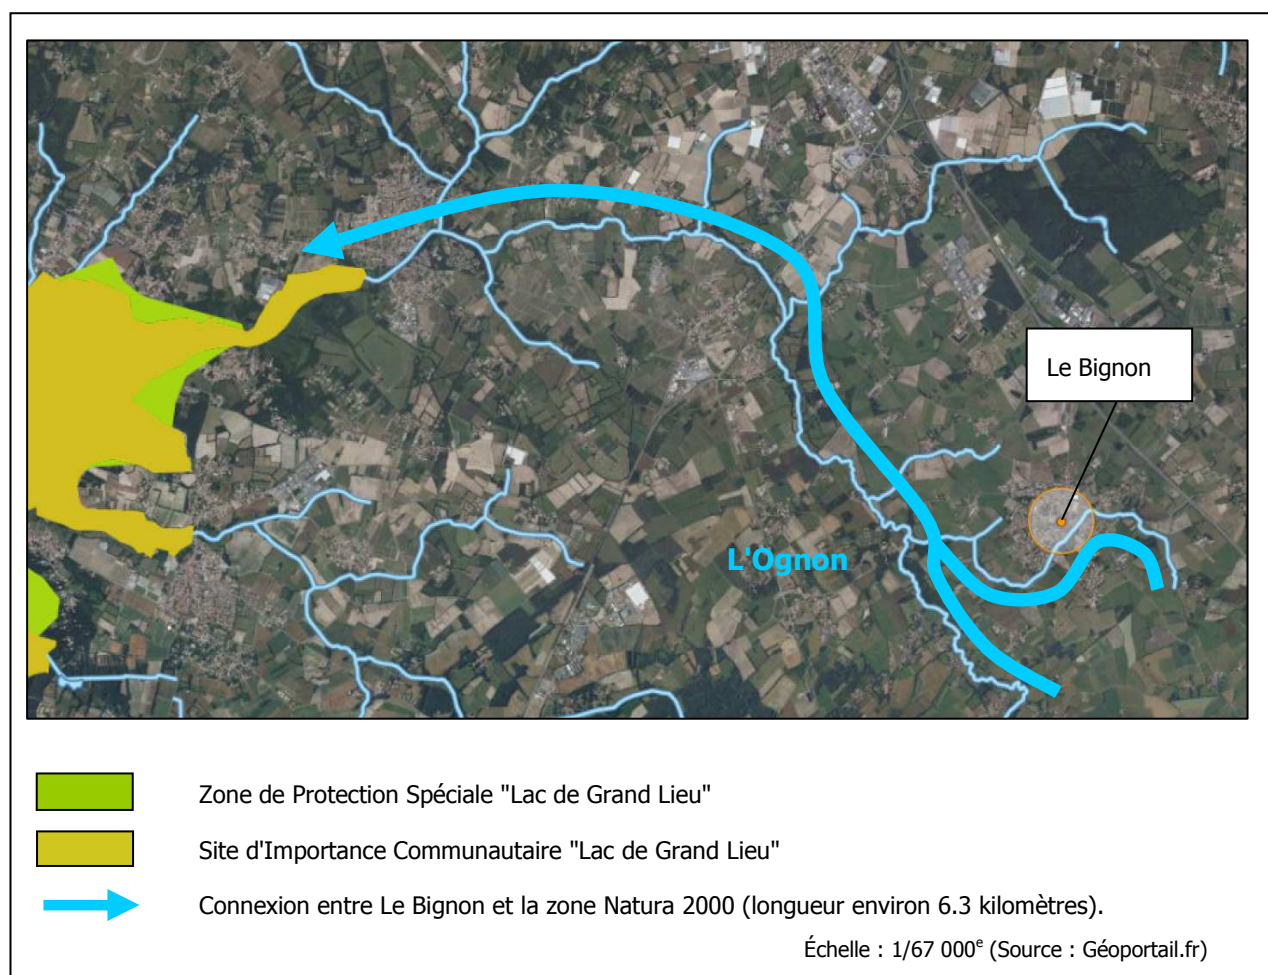 Le Bignon
L'Ognon
Zone de Protection Spéciale "Lac de Grand Lieu"
Site d'Importance Communautaire "Lac de Grand Lieu"
Connexion entre Le Bignon et la zone Natura 2000 (longueur environ 6.3 kilomètres).
Échelle : 1/67 000e (Source : Géoportail.fr)